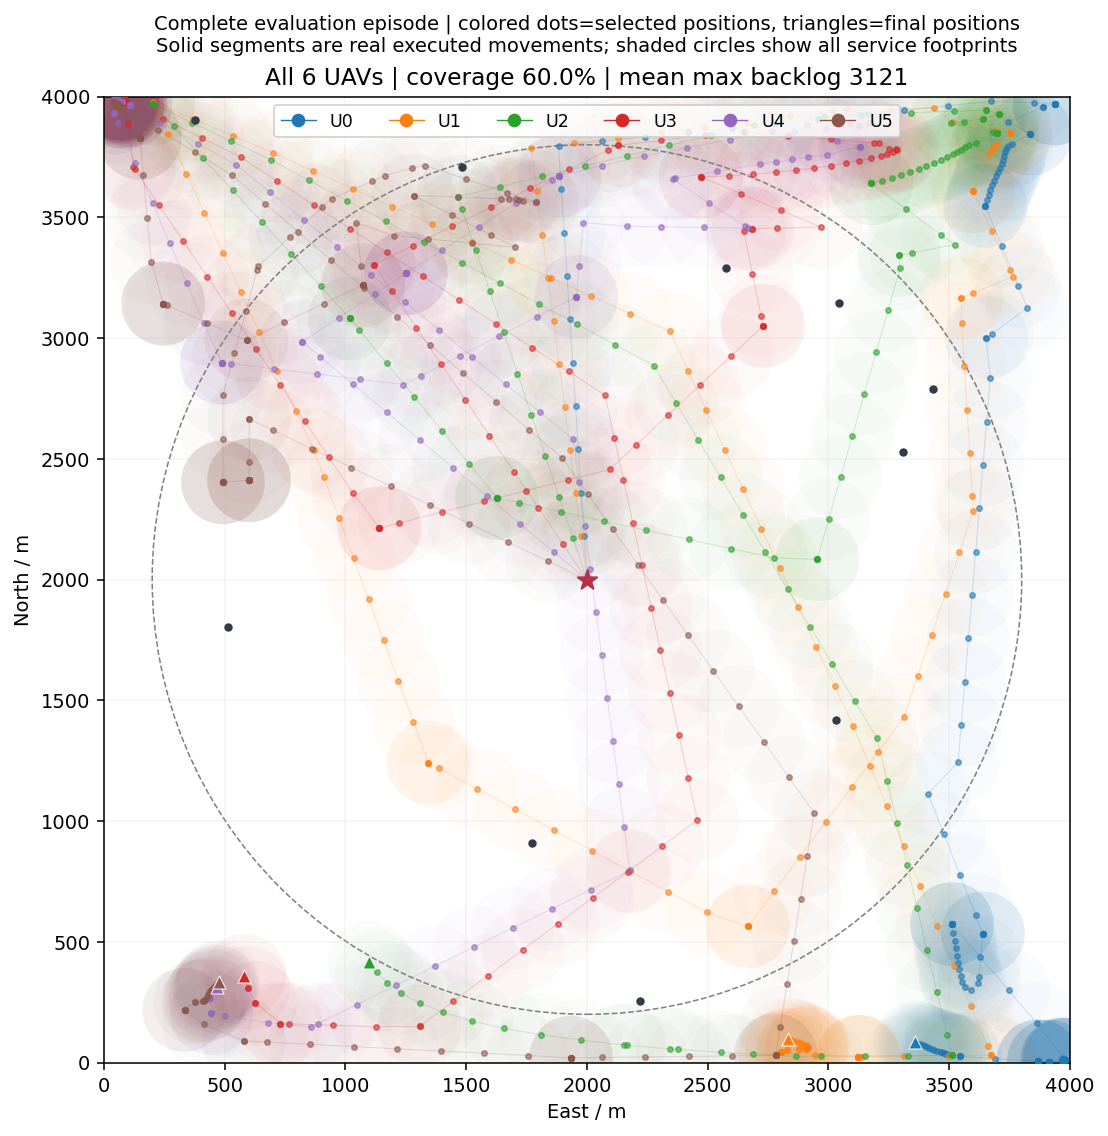 Complete evaluation episode | colored dots=selected positions, triangles=final positions
Solid segments are real executed movements; shaded circles show all service footprints
All 6 UAVs | coverage 60.0% | mean max backlog 3121
U0 U1 U2 U3 U4 U5
4000
3500
3000
2500
2000
1500
1000
500
0
North / m
0 500 1000 1500 2000 2500 3000 3500 4000
East / m